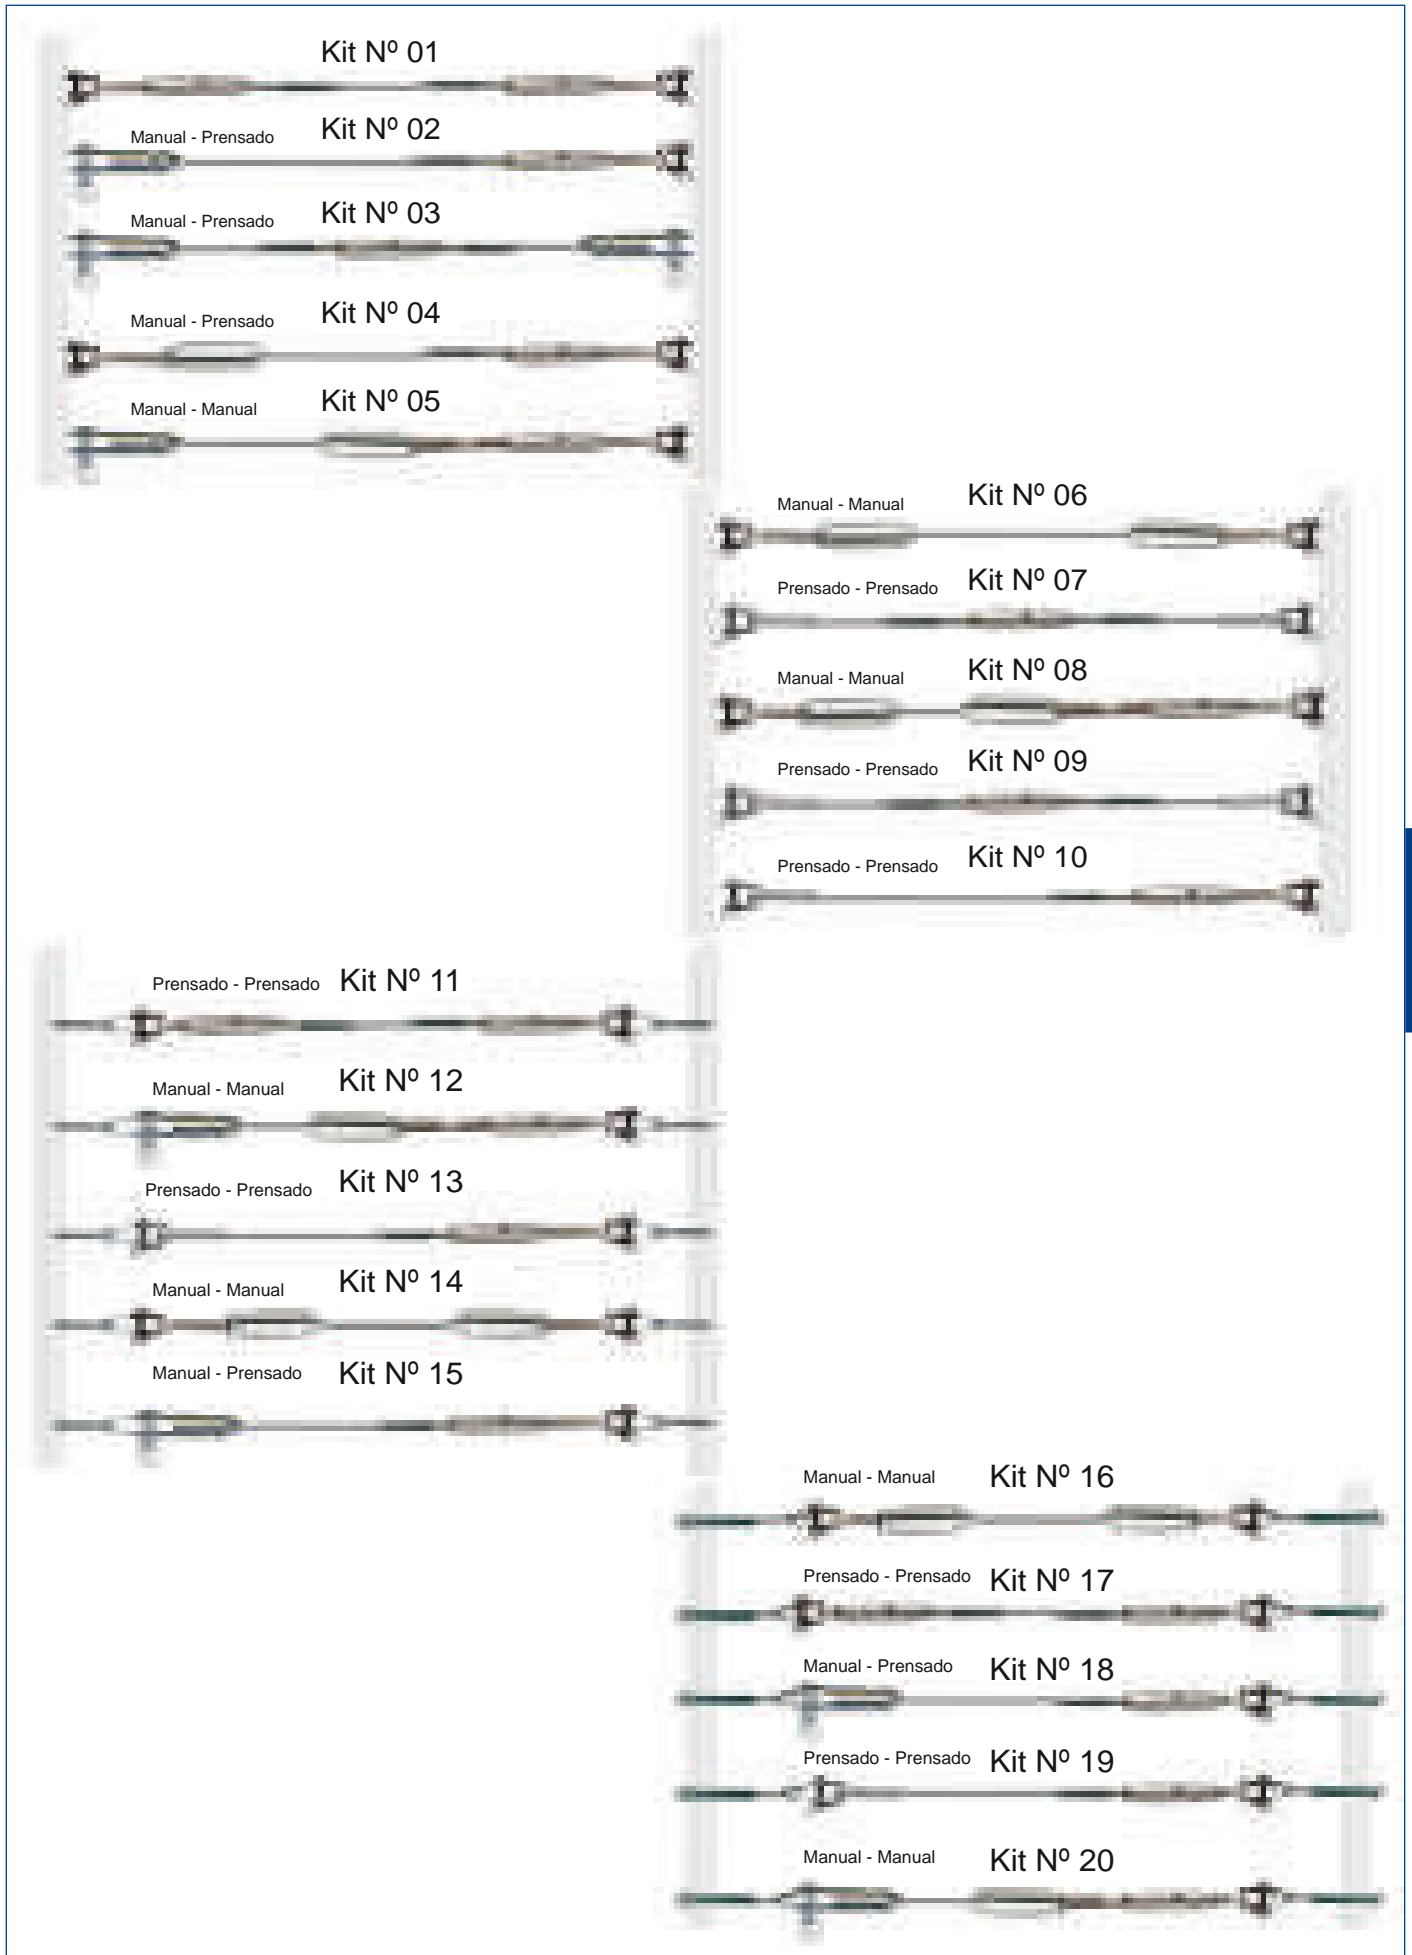 Kit Nº 01
Manual - Prensado Kit Nº 02
Manual - Prensado Kit Nº 03
Manual - Prensado Kit Nº 04
Manual - Manual Kit Nº 05
Manual - Manual Kit Nº 06
Prensado - Prensado Kit Nº 07
Manual - Manual Kit Nº 08
Prensado - Prensado Kit Nº 09
Prensado - Prensado Kit Nº 10
Prensado - Prensado Kit Nº 11
Manual - Manual Kit Nº 12
Prensado - Prensado Kit Nº 13
Manual - Manual Kit Nº 14
Manual - Prensado Kit Nº 15
Manual - Manual Kit Nº 16
Prensado - Prensado Kit Nº 17
Manual - Prensado Kit Nº 18
Prensado - Prensado Kit Nº 19
Manual - Manual Kit Nº 20